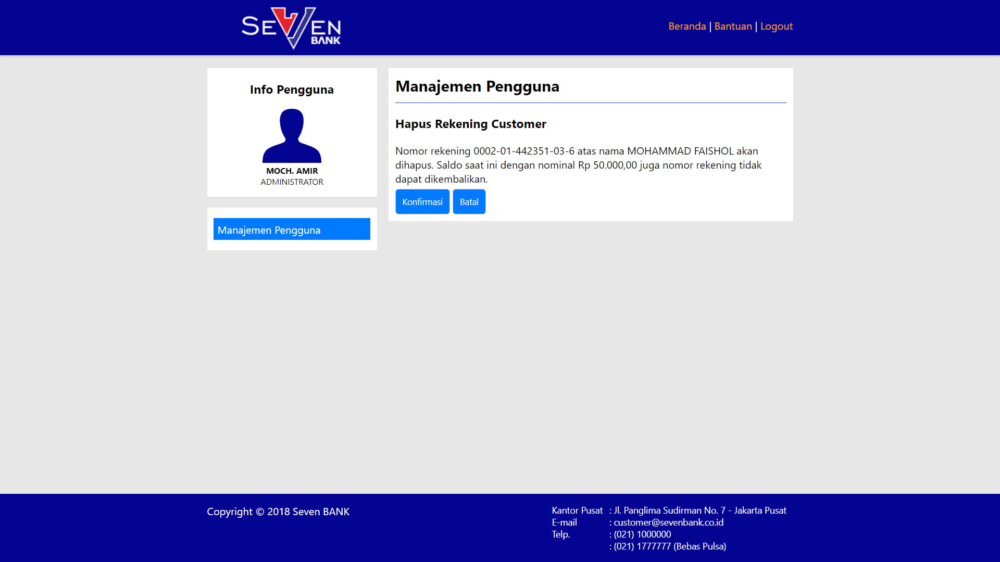 SEVEN
BANK
Beranda | Bantuan | Logout
Info Pengguna
MOCH. AMIR
ADMINISTRATOR
Manajemen Pengguna
Manajemen Pengguna
Hapus Rekening Customer
Nomor rekening 0002-01-442351-03-6 atas nama MOHAMMAD FAISHOL akan
dihapus. Saldo saat ini dengan nominal Rp 50.000,00 juga nomor rekening tidak
dapat dikembalikan.
Konfirmasi Batal
Copyright © 2018 Seven BANK
Kantor Pusat : Jl. Panglima Sudirman No. 7 - Jakarta Pusat
E-mail : customer@sevenbank.co.id
Telp. : (021) 1000000
: (021) 1777777 (Bebas Pulsa)